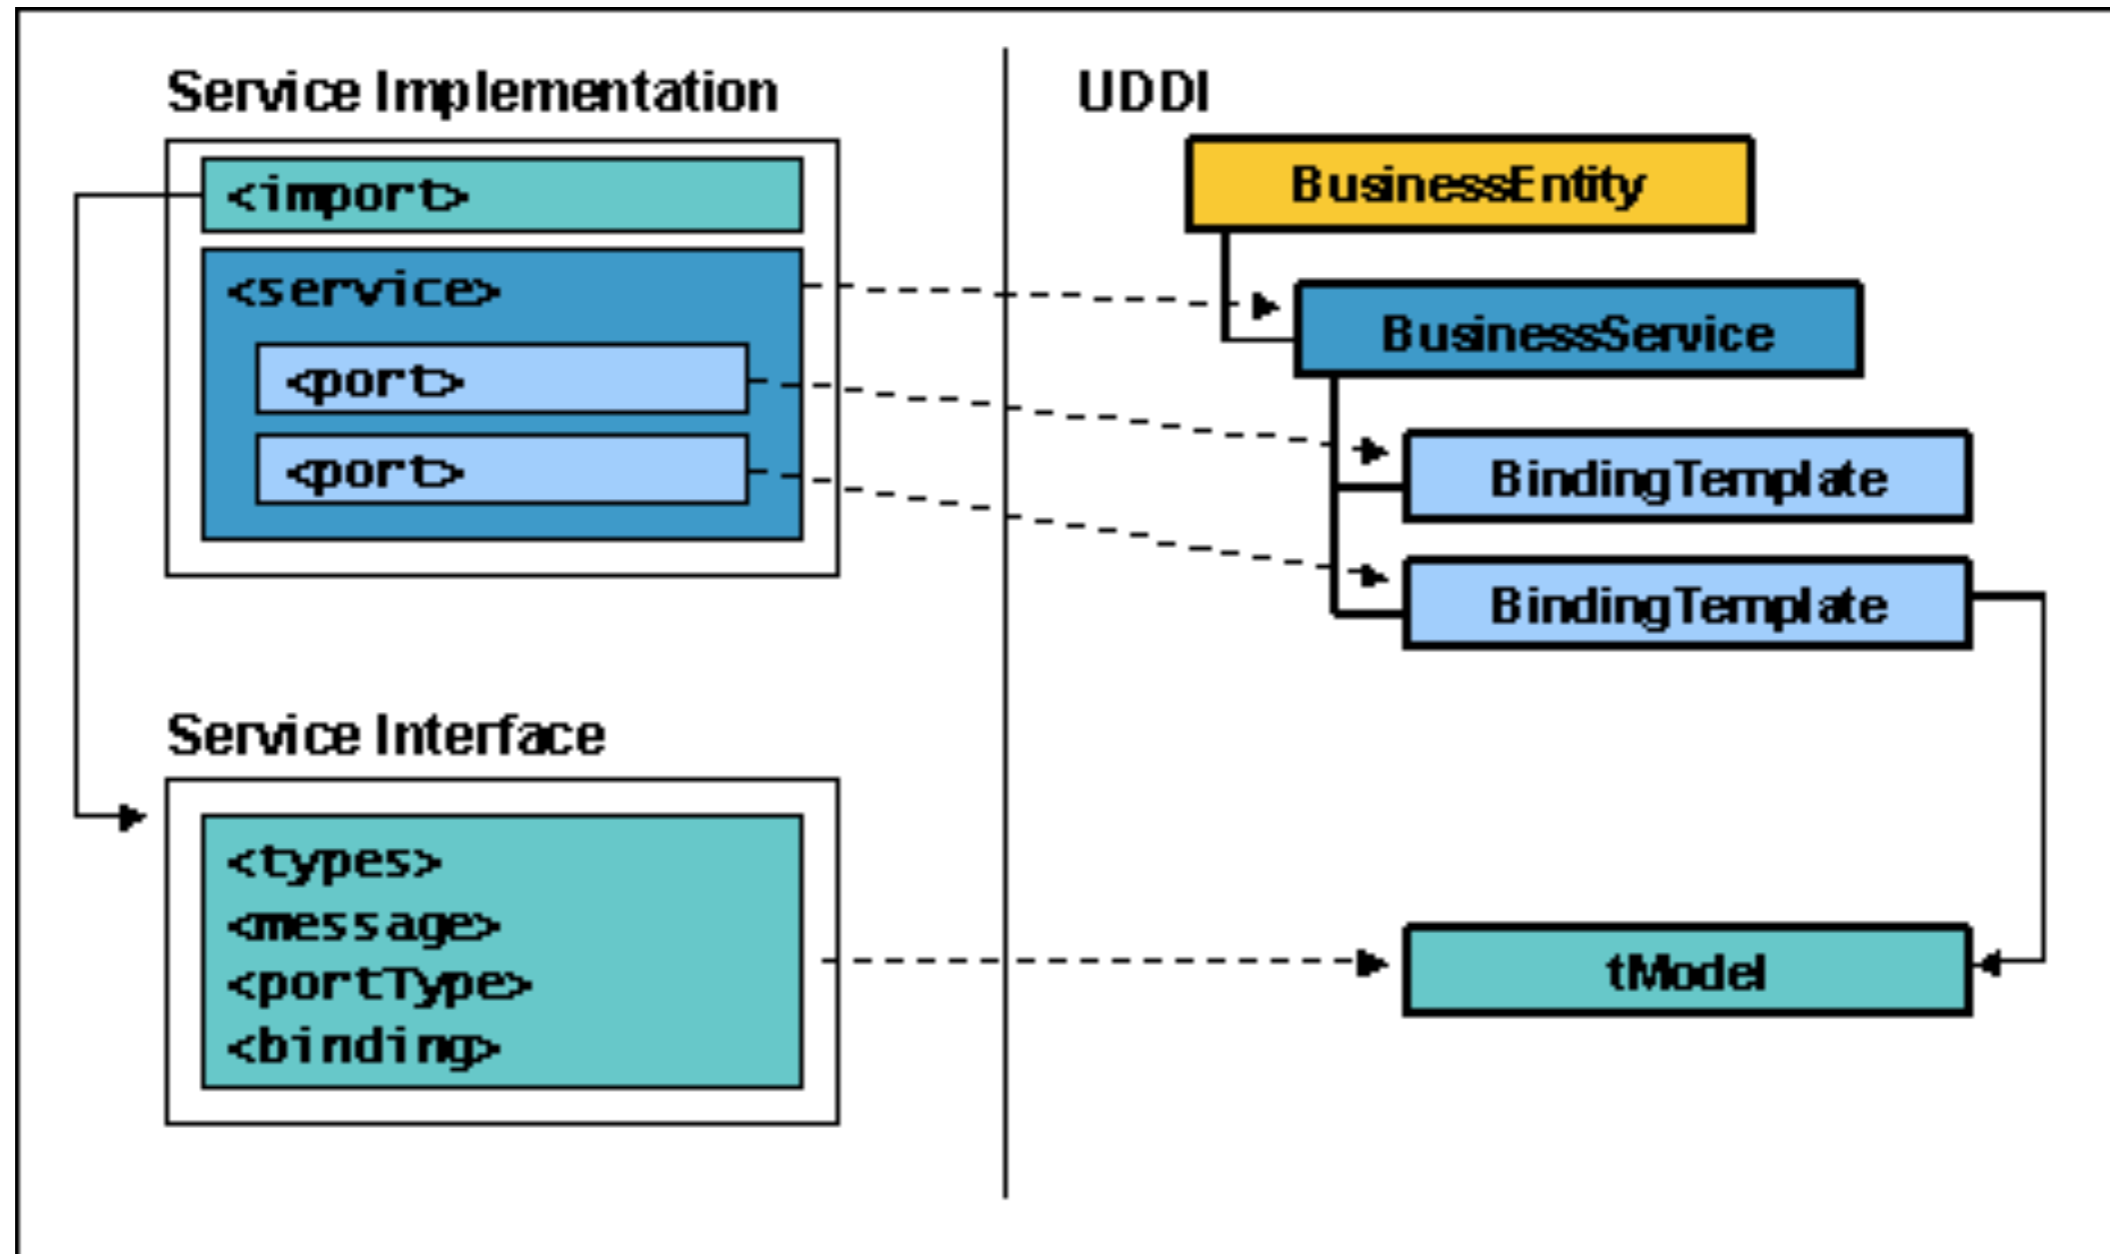 Service Implementation
<import>
<service>
<port>
<port>
Service Interface
<types>
<message>
<portType>
<binding>
UDDI
BusinessEntity
BusinessService
BindingTemplate
BindingTemplate
tModel